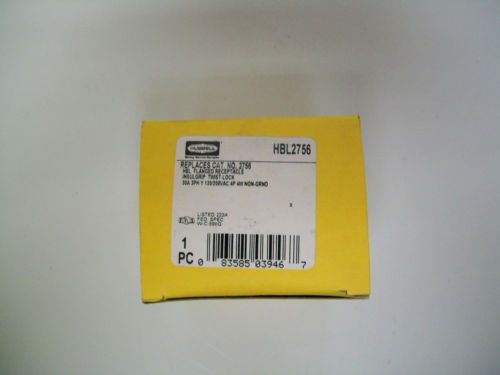 HUBBELL
HBL2756
REPLACES CAT. NO. 2756
HBL FLANGED RECEPTACLE
INSULGRIP TWIST-LOCK
30A 3PH Y 120/208VAC 4P 4W NON-GRND
LISTED 223A
FED. SPEC
1
PC
0 83585 03946 7